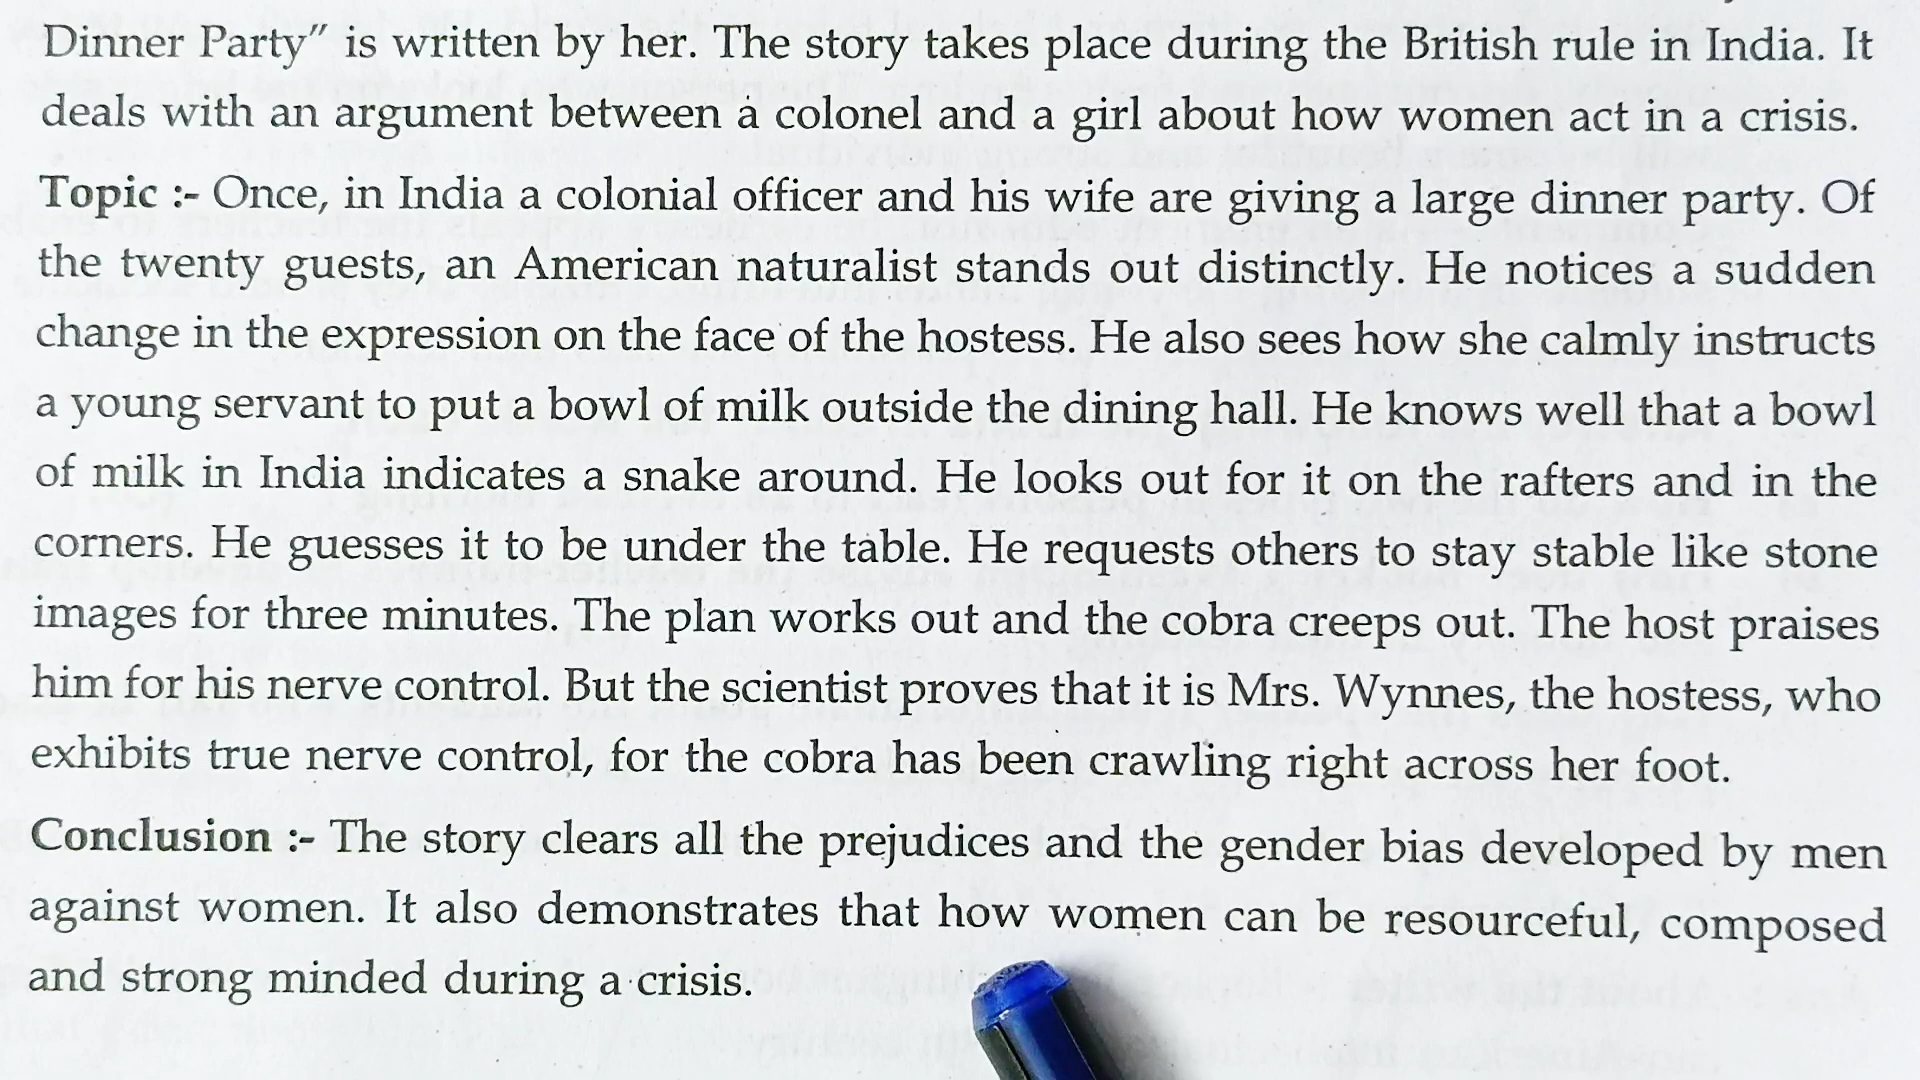 Dinner Party” is written by her. The story takes place during the British rule in India. It
deals with an argument between a colonel and a girl about how women act in a crisis.
Topic :- Once, in India a colonial officer and his wife are giving a large dinner party. Of
the twenty guests, an American naturalist stands out distinctly. He notices a sudden
change in the expression on the face of the hostess. He also sees how she calmly instructs
a young servant to put a bowl of milk outside the dining hall. He knows well that a bowl
of milk in India indicates a snake around. He looks out for it on the rafters and in the
corners. He guesses it to be under the table. He requests others to stay stable like stone
images for three minutes. The plan works out and the cobra creeps out. The host praises
him for his nerve control. But the scientist proves that it is Mrs. Wynnes, the hostess, who
exhibits true nerve control, for the cobra has been crawling right across her foot.
Conclusion :- The story clears all the prejudices and the gender bias developed by men
against women. It also demonstrates that how women can be resourceful, composed
and strong minded during a crisis.